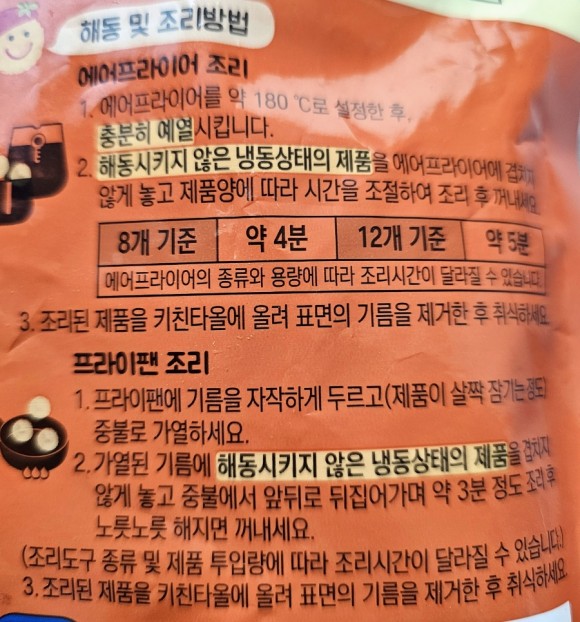 해동 및 조리방법
에어프라이어 조리
1. 에어프라이어를 약 180 ℃로 설정한 후,
충분히 예열시킵니다.
2. 해동시키지 않은 냉동상태의 제품을 에어프라이어에 겹치지
않게 놓고 제품양에 따라 시간을 조절하여 조리 후 꺼내세요.
8개 기준 약 4분 12개 기준 약 5분
에어프라이어의 종류와 용량에 따라 조리시간이 달라질 수 있습니다.
3. 조리된 제품을 키친타올에 올려 표면의 기름을 제거한 후 취식하세요.
프라이팬 조리
1. 프라이팬에 기름을 자작하게 두르고(제품이 살짝 잠기는 정도)
중불로 가열하세요.
2. 가열된 기름에 해동시키지 않은 냉동상태의 제품을 겹치지
않게 놓고 중불에서 앞뒤로 뒤집어가며 약 3분 정도 조리 후
노릇노릇 해지면 꺼내세요.
(조리도구 종류 및 제품 투입량에 따라 조리시간이 달라질 수 있습니다.)
3. 조리된 제품을 키친타올에 올려 표면의 기름을 제거한 후 취식하세요.